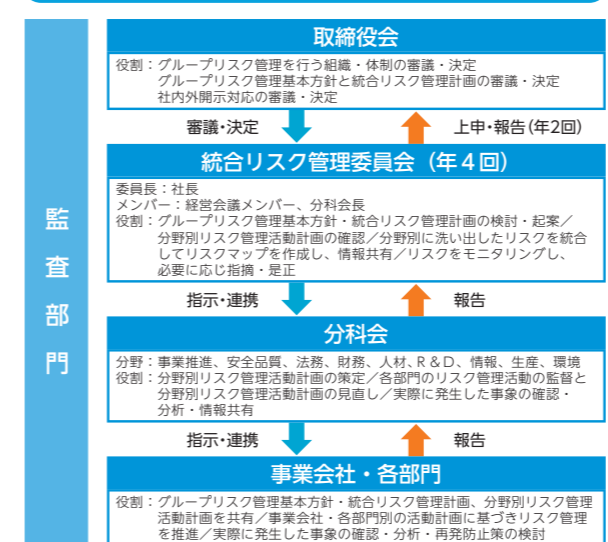 監査部門
取締役会
役割：グループリスク管理を行う組織・体制の審議・決定
グループリスク管理基本方針と統合リスク管理計画の審議・決定
社内外開示対応の審議・決定
審議・決定
上申・報告（年2回）
統合リスク管理委員会（年４回）
委員長：社長
メンバー：経営会議メンバー、分科会長
役割：グループリスク管理基本方針・統合リスク管理計画の検討・起案／
分野別リスク管理活動計画の確認／分野別に洗い出したリスクを統合
してリスクマップを作成し、情報共有／リスクをモニタリングし、
必要に応じ指摘・是正
指示・連携
報告
分科会
分野：事業推進、安全品質、法務、財務、人材、R＆D、情報、生産、環境
役割：分野別リスク管理活動計画の策定／各部門のリスク管理活動の監督と
分野別リスク管理活動計画の見直し／実際に発生した事象の確認・
分析・情報共有
指示・連携
報告
事業会社・各部門
役割：グループリスク管理基本方針・統合リスク管理計画、分野別リスク管理
活動計画を共有／事業会社・各部門別の活動計画に基づきリスク管理
を推進／実際に発生した事象の確認・分析・再発防止策の検討